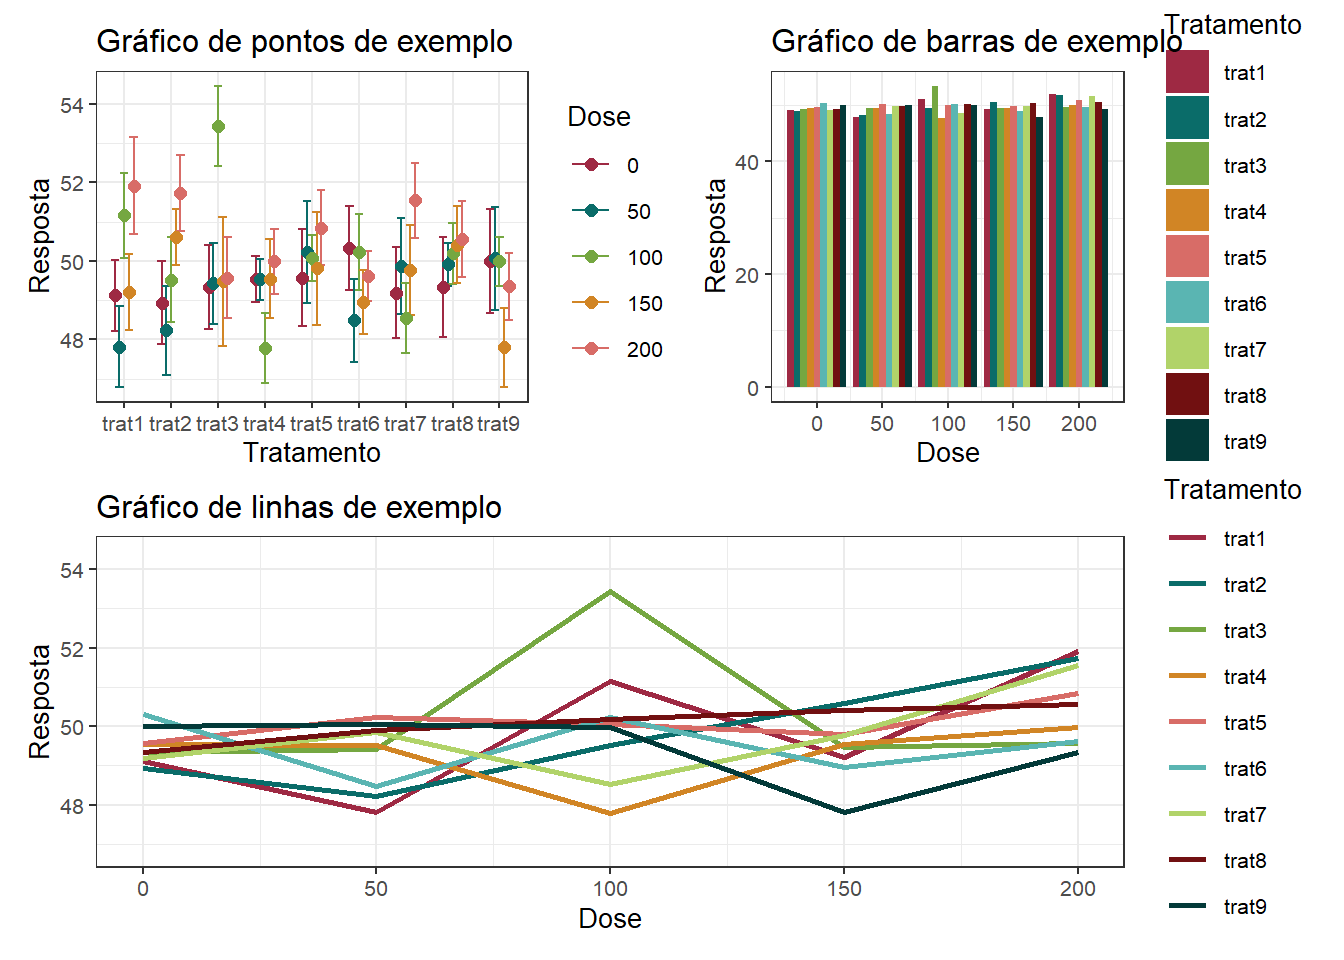 Gráfico de pontos de exemplo
Resposta
54
52
50
48
trat1 trat2 trat3 trat4 trat5 trat6 trat7 trat8 trat9
Tratamento
Dose
0
50
100
150
200
Gráfico de barras de exemplo
Resposta
40
20
0
0 50 100 150 200
Dose
Tratamento
trat1
trat2
trat3
trat4
trat5
trat6
trat7
trat8
trat9
Gráfico de linhas de exemplo
Resposta
54
52
50
48
0 50 100 150 200
Dose
Tratamento
trat1
trat2
trat3
trat4
trat5
trat6
trat7
trat8
trat9